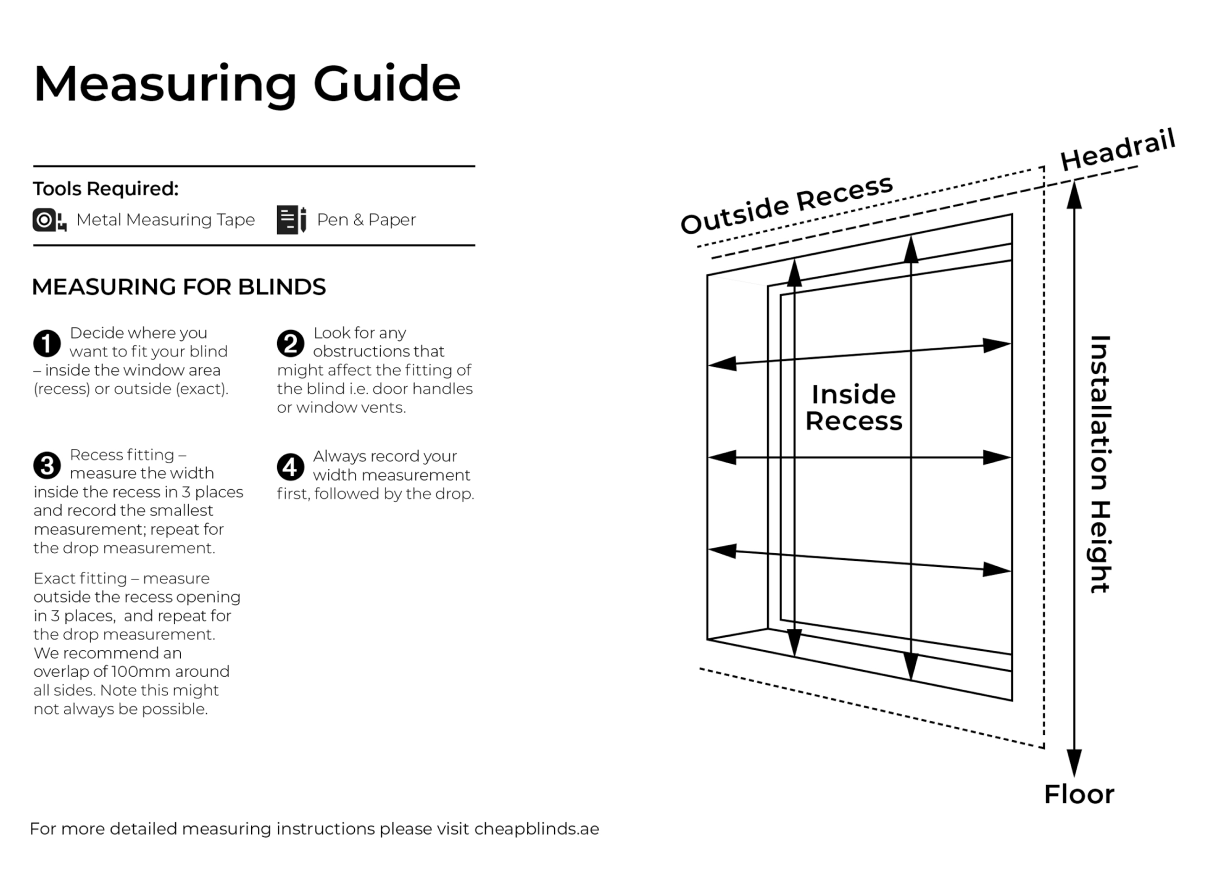 Measuring Guide
Tools Required:
Metal Measuring Tape
Pen & Paper
MEASURING FOR BLINDS
1 Decide where you
want to fit your blind
– inside the window area
(recess) or outside (exact).
2 Look for any
obstructions that
might affect the fitting of
the blind i.e. door handles
or window vents.
3 Recess fitting –
measure the width
inside the recess in 3 places
and record the smallest
measurement; repeat for
the drop measurement.
Exact fitting – measure
outside the recess opening
in 3 places,  and repeat for
the drop measurement.
We recommend an
overlap of 100mm around
all sides. Note this might
not always be possible.
4 Always record your
width measurement
first, followed by the drop.
For more detailed measuring instructions please visit cheapblinds.ae
Outside Recess
Headrail
Inside
Recess
Installation Height
Floor